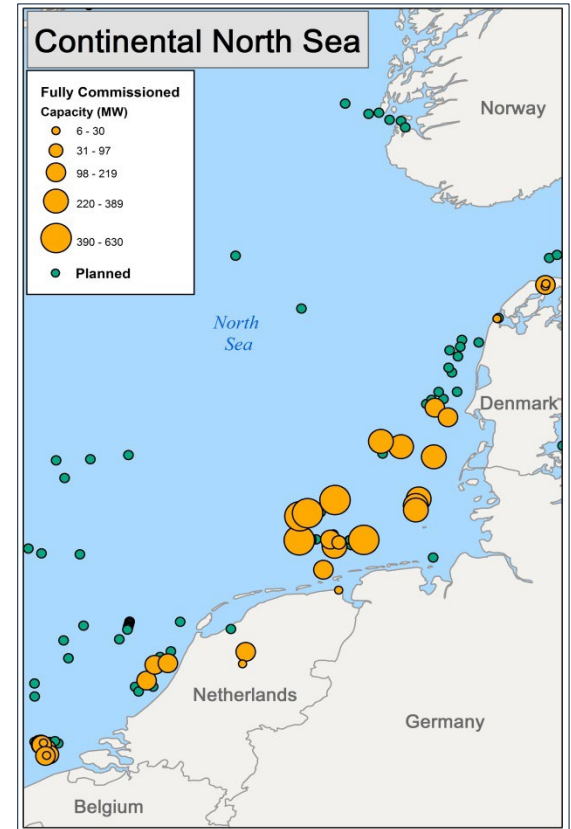 Continental North Sea
Fully Commissioned
Capacity (MW)
6 - 30
31 - 97
98 - 219
220 - 389
390 - 630
Planned
Norway
North
Sea
Denmark
Netherlands
Germany
Belgium